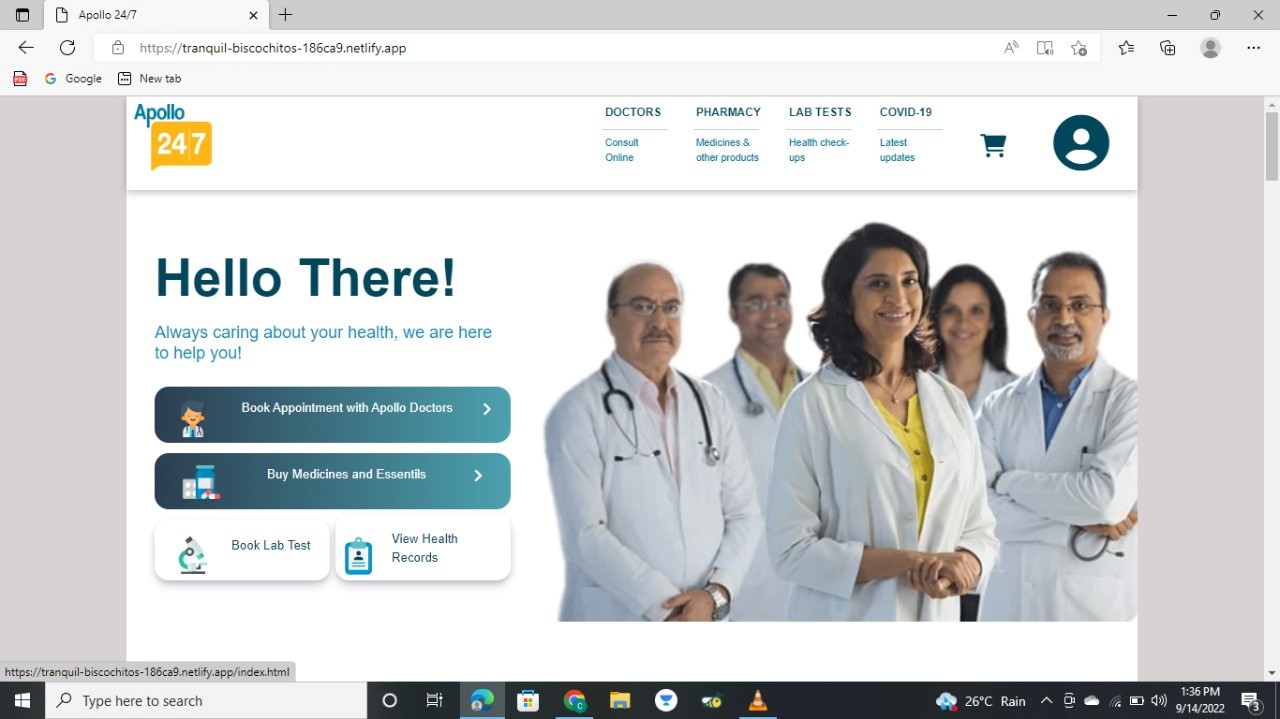 Apollo 24/7
https://tranquil-biscochitos-186ca9.netlify.app
Google
New tab
Apollo
24|7
DOCTORS
Consult
Online
PHARMACY
Medicines &
other products
LAB TESTS
Health check-
ups
COVID-19
Latest
updates
Hello There!
Always caring about your health, we are here
to help you!
Book Appointment with Apollo Doctors
Buy Medicines and Essentils
Book Lab Test
View Health
Records
https://tranquil-biscochitos-186ca9.netlify.app/index.html
Type here to search
26°C Rain
1:36 PM
9/14/2022
3